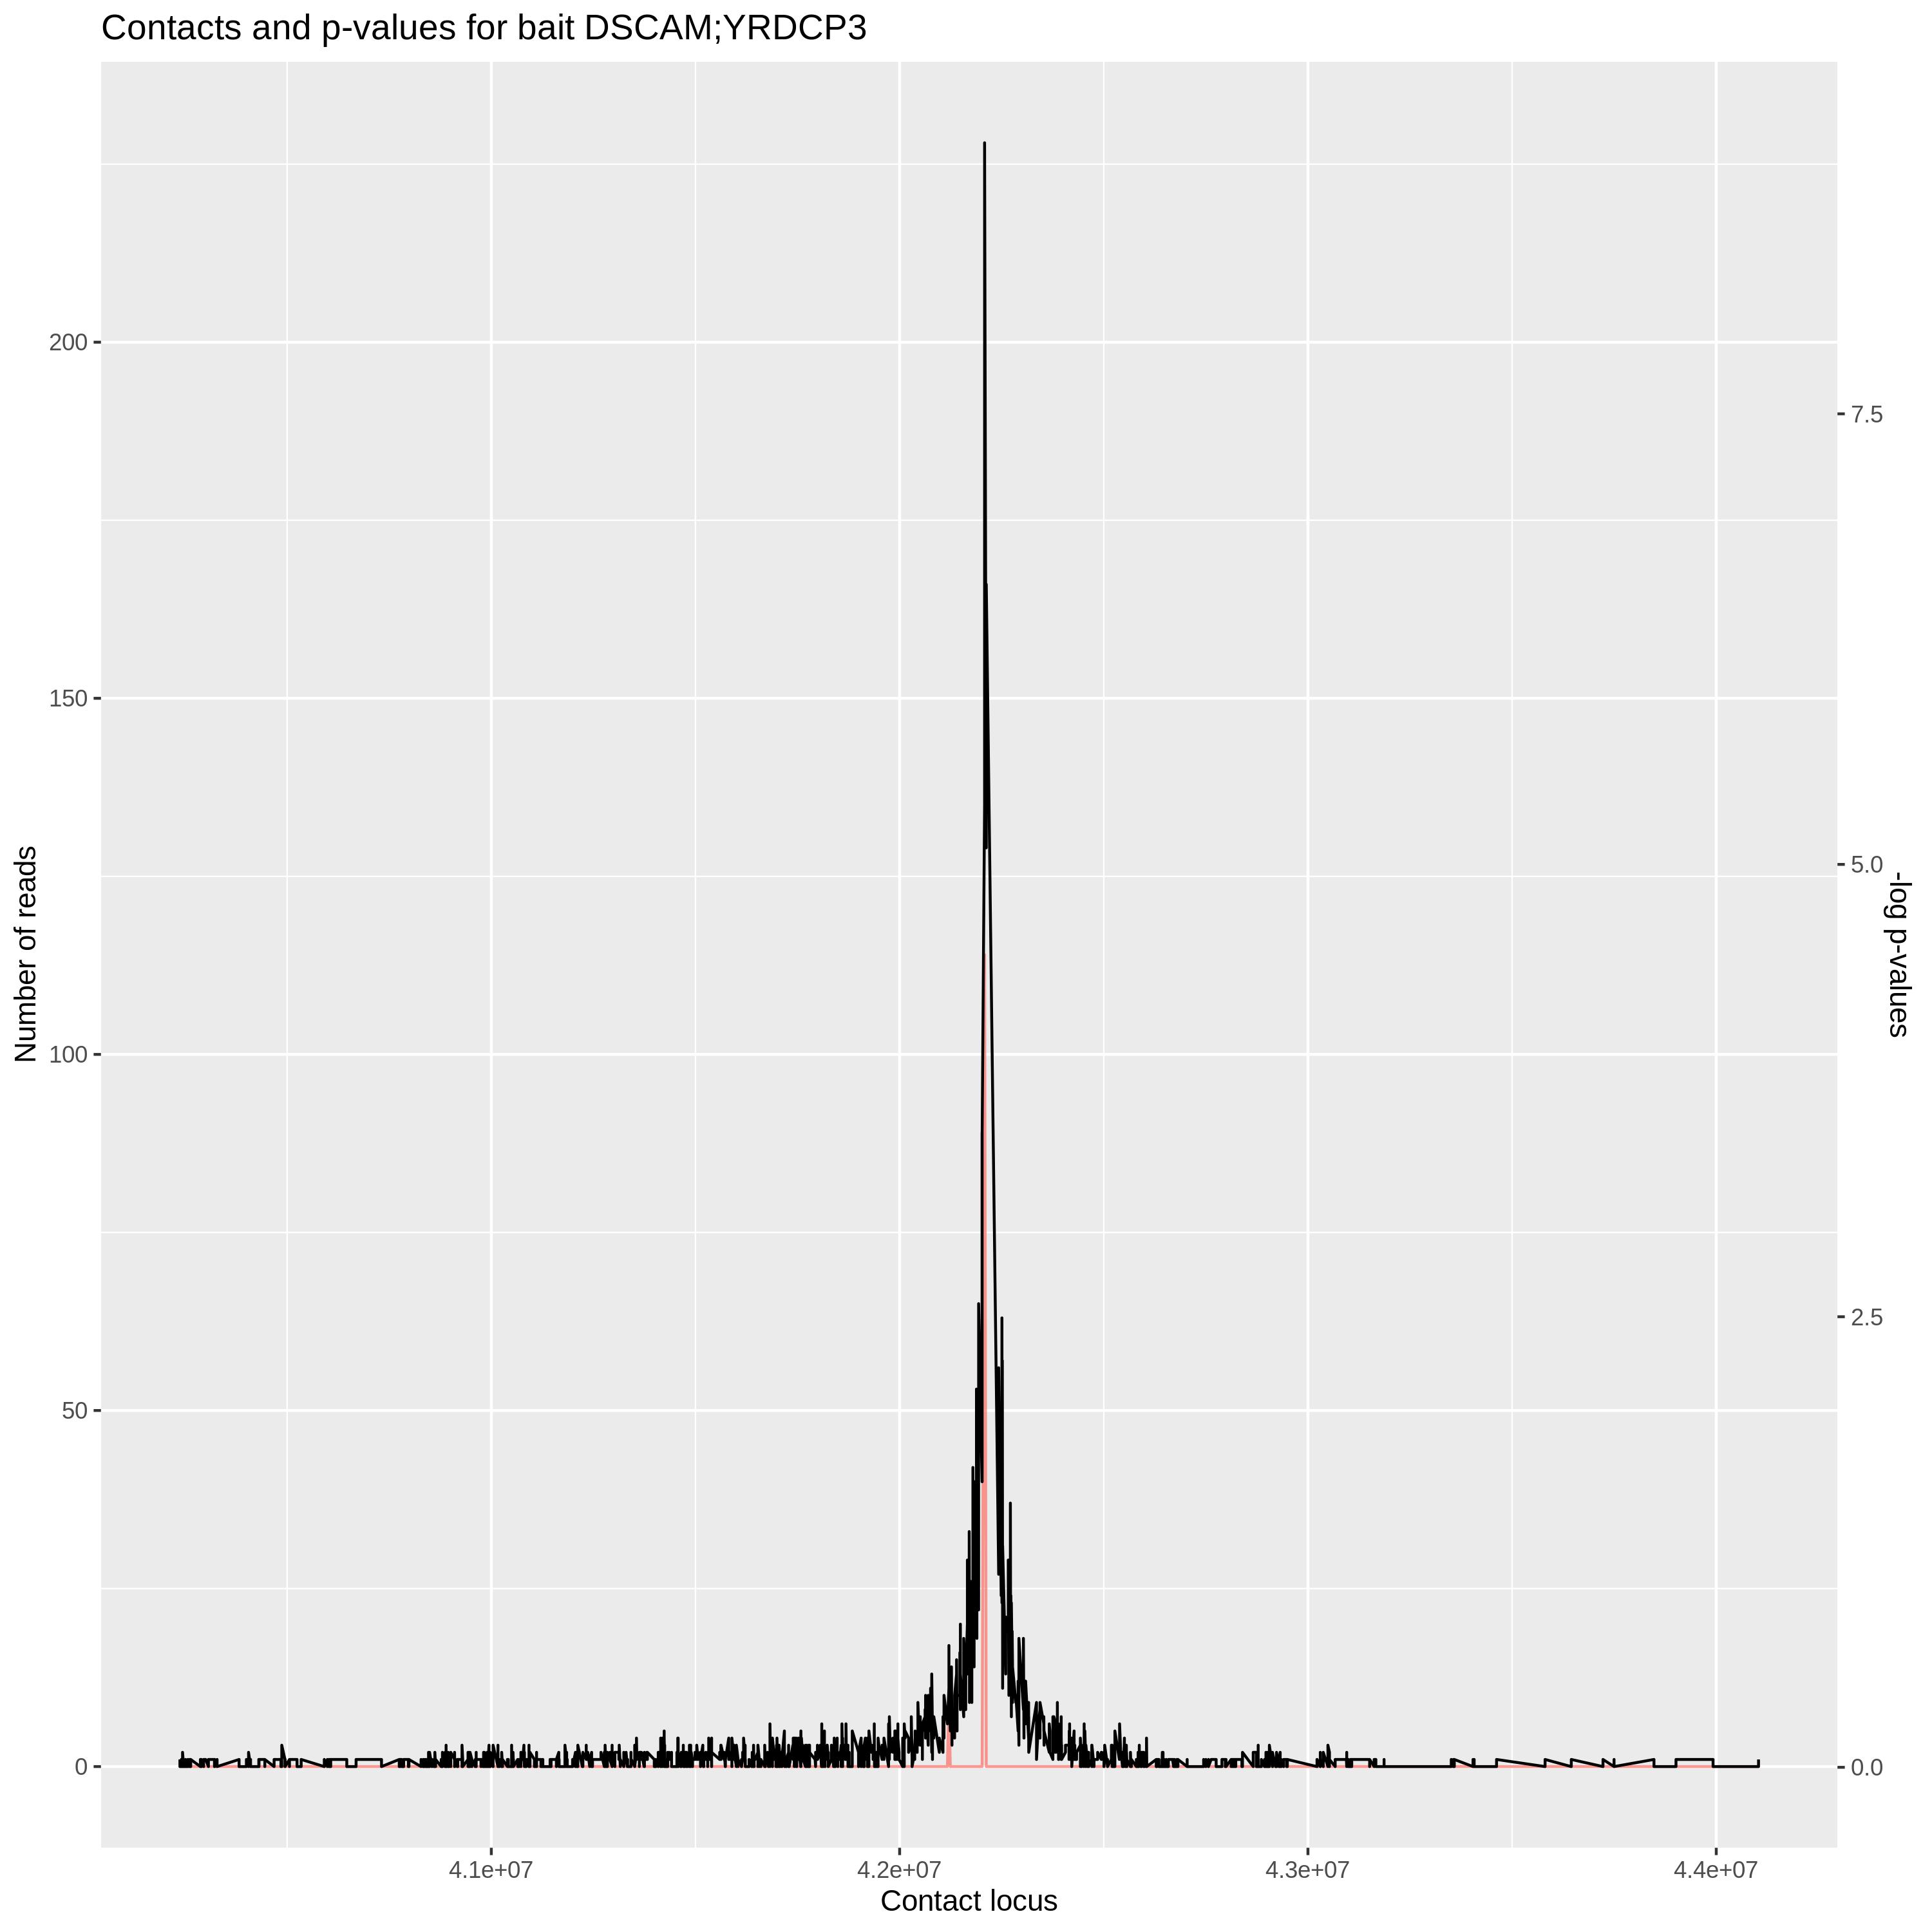 Contacts and p-values for bait DSCAM;YRDCP3
200
150
100
50
0
Number of reads
7.5
5.0
2.5
0.0
-log p-values
4.1e+07 4.2e+07 4.3e+07 4.4e+07
Contact locus